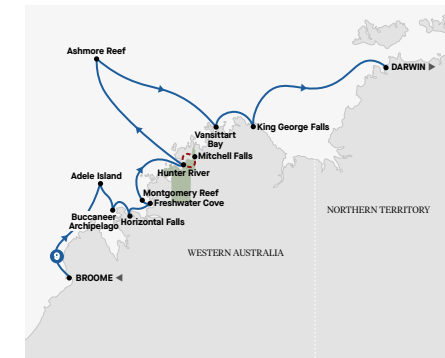 Ashmore Reef
DARWIN
Vansittart
Bay
King George Falls
Mitchell Falls
Hunter River
Adele Island
Montgomery Reef
Freshwater Cove
Buccaneer
Archipelago
Horizontal Falls
NORTHERN TERRITORY
WESTERN AUSTRALIA
BROOME